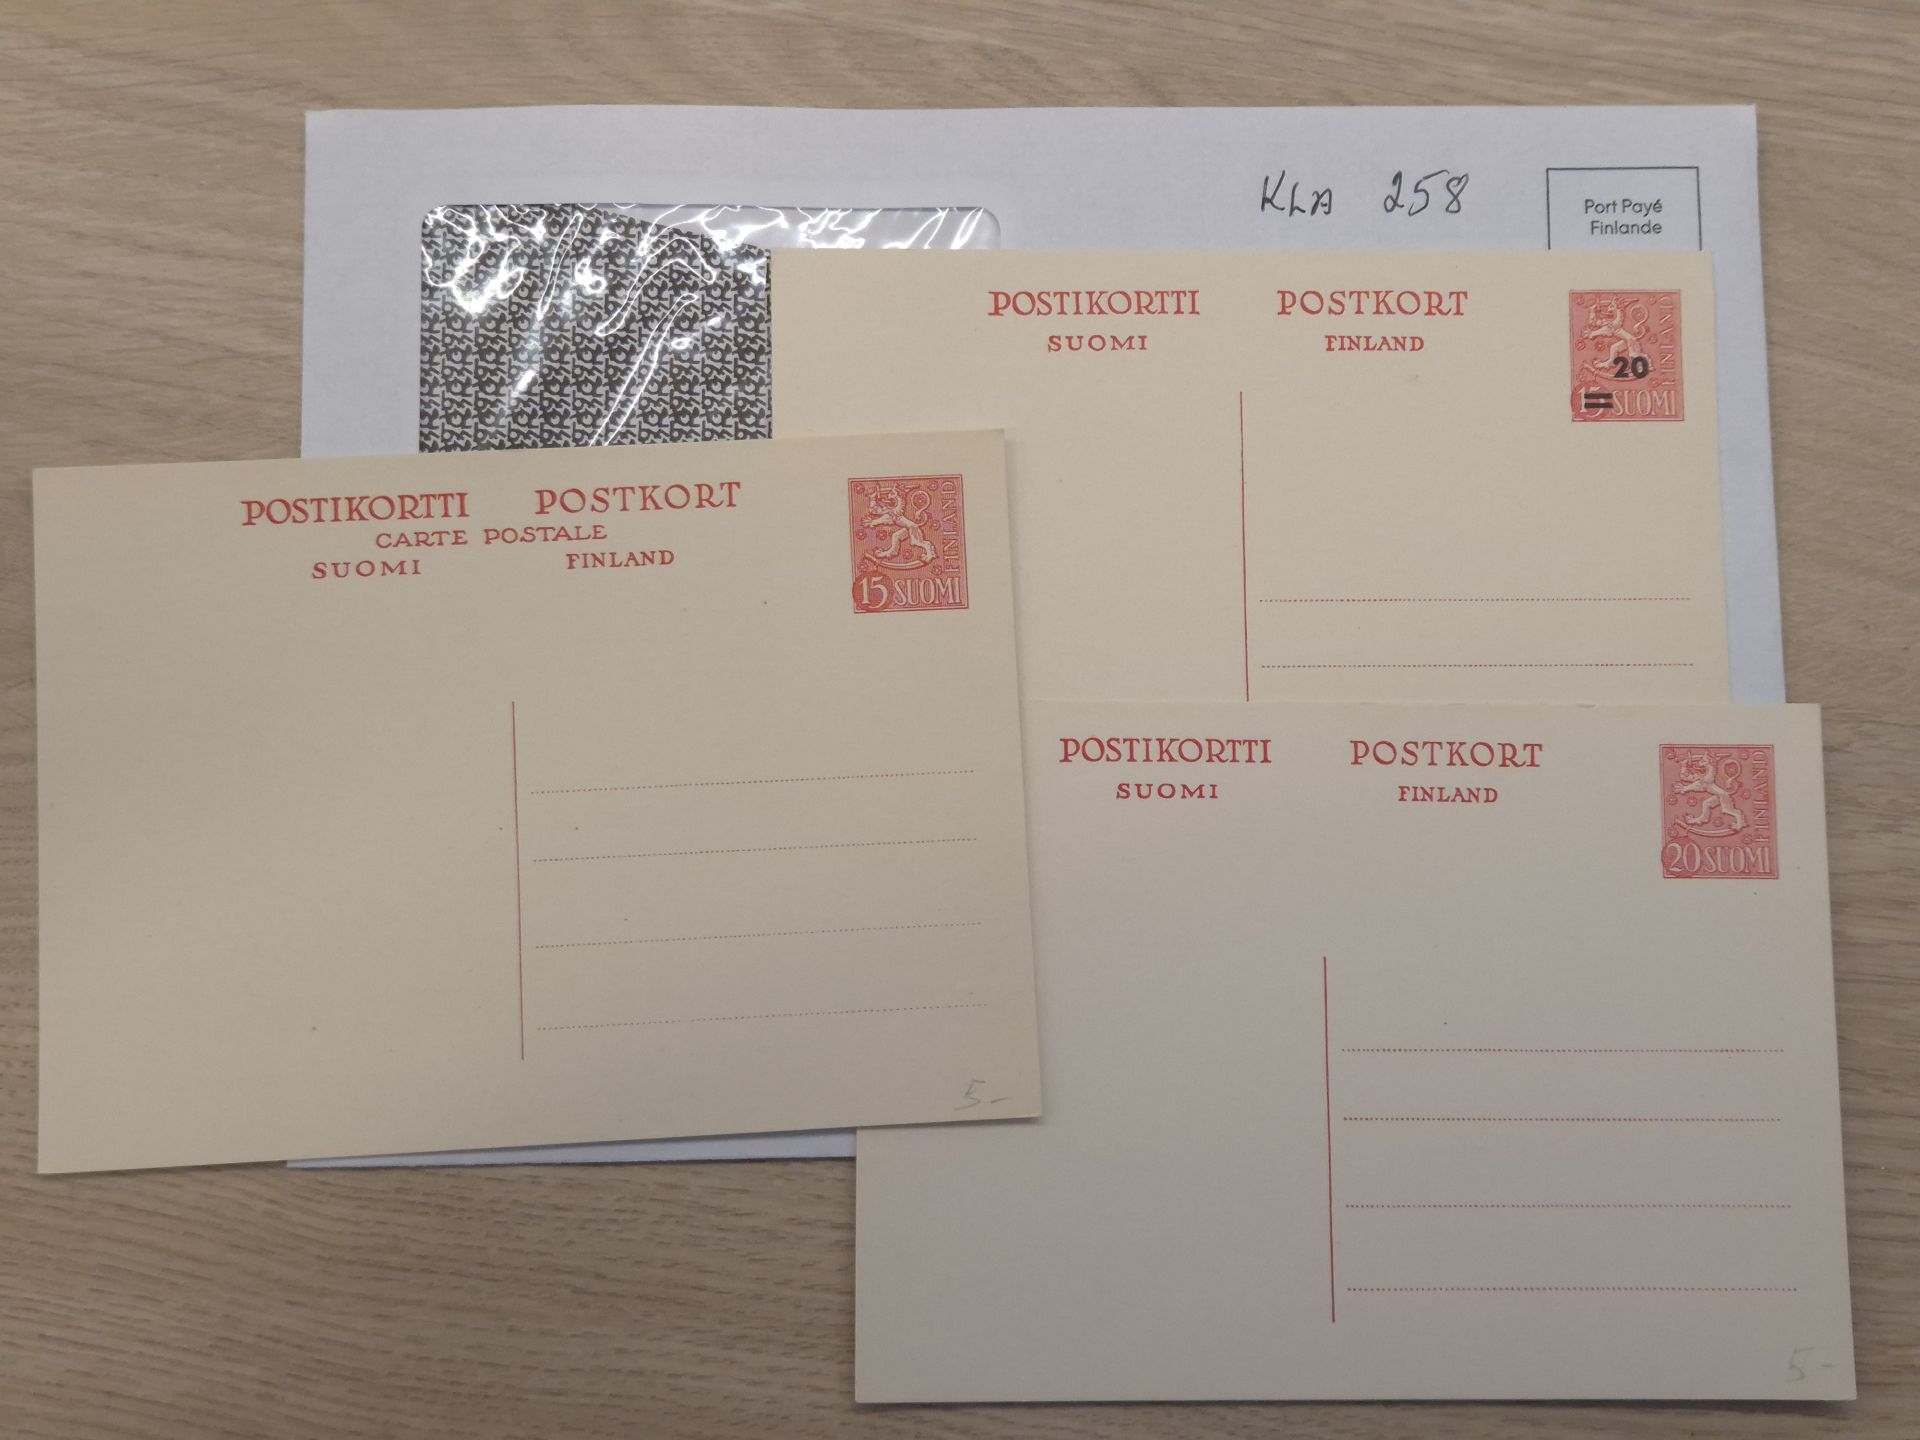 KLA 258
Port Payé
Finlande
POSTIKORTTI POSTKORT
SUOMI FINLAND
FINLAND
20
15 SUOMI
POSTIKORTTI POSTKORT
CARTE POSTALE
SUOMI FINLAND
FINLAND
15 SUOMI
5-
POSTIKORTTI POSTKORT
SUOMI FINLAND
FINLAND
20 SUOMI
5-